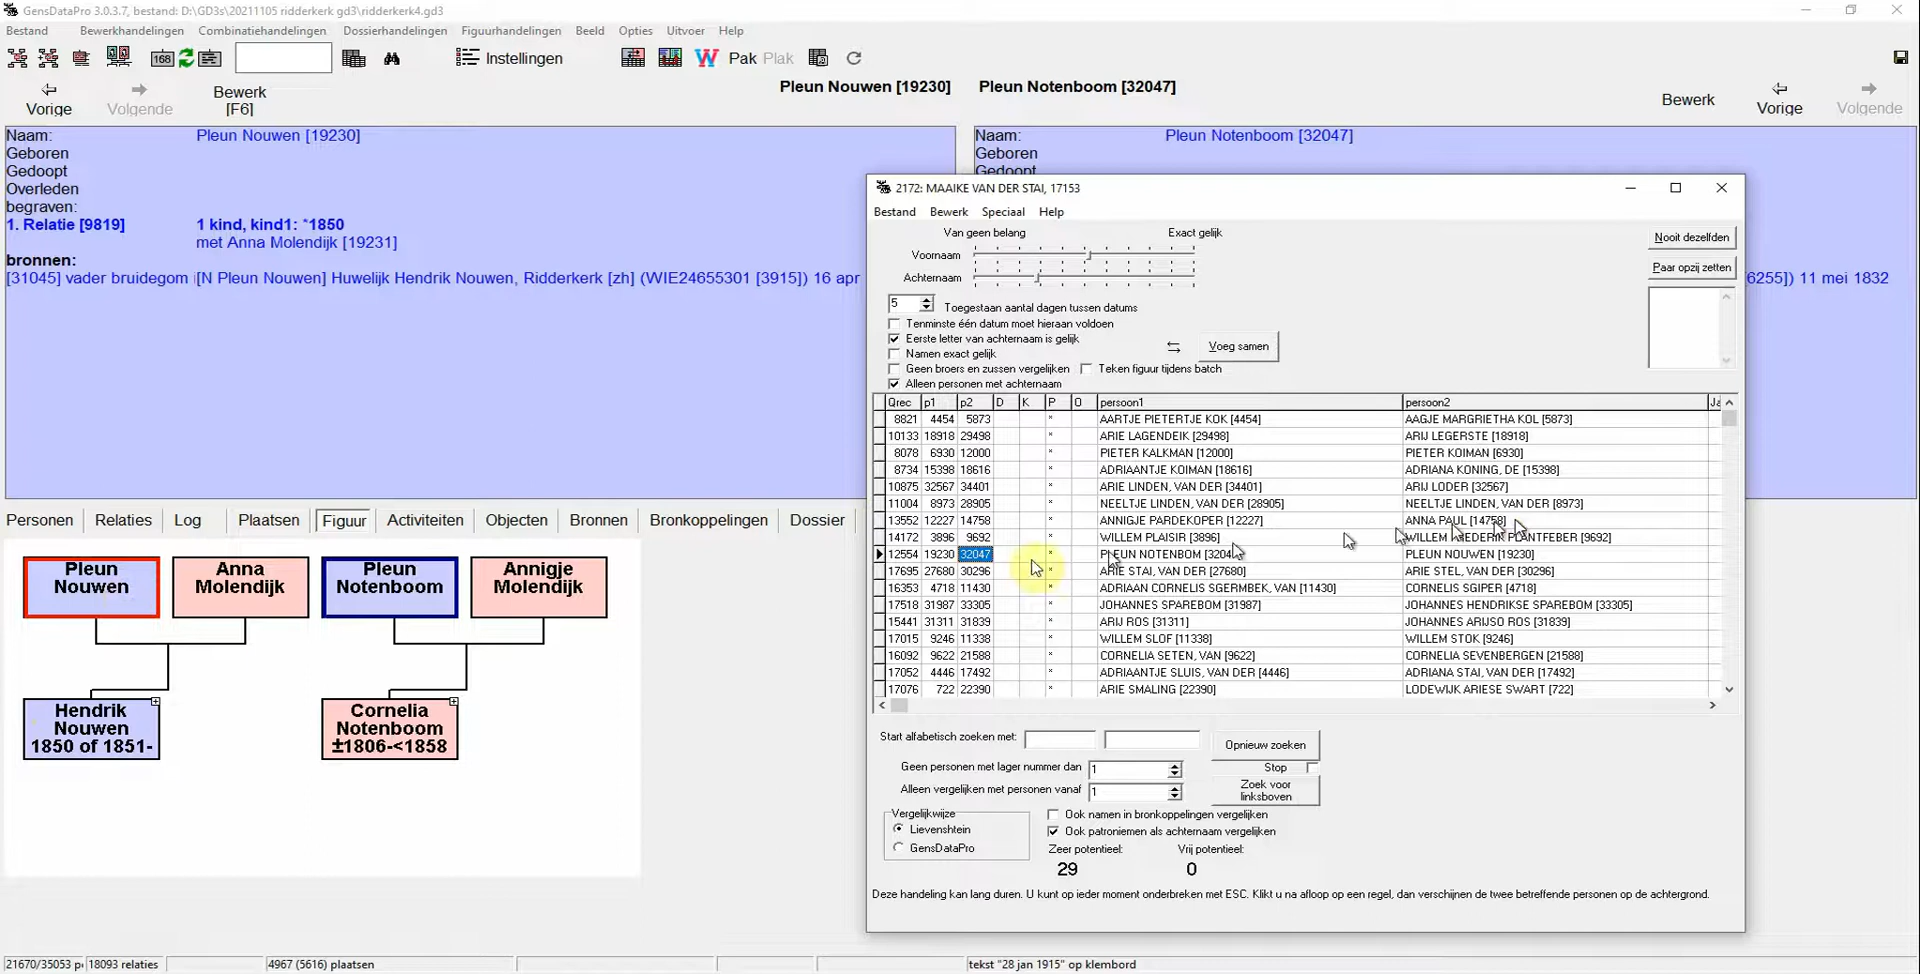 GensDataPro 3.0.3.7, bestand: D:\GD3s\20211105 ridderkerk gd3\ridderkerk4.gd3
Bestand Bewerkhandelingen Combinatiehandelingen Dossierhandelingen Figuurhandelingen Beeld Opties Uitvoer Help
168 Instellingen W Pak Plak
Vorige Volgende Bewerk [F6] Pleun Nouwen [19230] Pleun Notenboom [32047] Bewerk Vorige Volgende
Naam: Pleun Nouwen [19230]
Geboren
Gedoopt
Overleden
begraven:
1. Relatie [9819] 1 kind, kind1: *1850
met Anna Molendijk [19231]
bronnen:
[31045] vader bruidegom [N Pleun Nouwen] Huwelijk Hendrik Nouwen, Ridderkerk [zh] (WIE24655301 [3915]) 16 apr
Naam: Pleun Notenboom [32047]
Geboren
Gedoopt
6255]) 11 mei 1832
Personen Relaties Log Plaatsen Figuur Activiteiten Objecten Bronnen Bronkoppelingen Dossier
Pleun Nouwen
Anna Molendijk
Pleun Notenboom
Annigje Molendijk
Hendrik Nouwen 1850 of 1851-
Cornelia Notenboom ±1806-<1858
2172: MAAIKE VAN DER STAI, 17153
Bestand Bewerk Speciaal Help
Van geen belang Exact gelijk
Voornaam
Achternaam
5 Toegestaan aantal dagen tussen datums
Tenminste één datum moet hieraan voldoen
Eerste letter van achternaam is gelijk
Namen exact gelijk
Geen broers en zussen vergelijken Teken figuur tijdens batch
Alleen personen met achternaam
Voeg samen
Nooit dezelfden
Paar opzij zetten
Qrec p1 p2 D K P O persoon1 persoon2
8821 4454 5873 * AARTJE PIETERTJE KOK [4454] AAGJE MARGRIETHA KOL [5873]
10133 18918 29498 * ARIE LAGENDEIK [29498] ARIJ LEGERSTE [18918]
8078 6930 12000 * PIETER KALKMAN [12000] PIETER KOIMAN [6930]
8734 15398 18616 * ADRIAANTJE KOIMAN [18616] ADRIANA KONING, DE [15398]
10875 32567 34401 * ARIE LINDEN, VAN DER [34401] ARIJ LODER [32567]
11004 8973 28905 * NEELTJE LINDEN, VAN DER [28905] NEELTJE LINDEN, VAN DER [8973]
13552 12227 14758 * ANNIGJE PARDEKOPER [12227] ANNA PAUL [14758]
14172 3896 9692 * WILLEM PLAISIR [3896] WILLEM PLANTFEBER [9692]
12554 19230 32047 * PLEUN NOTENBOM [3204 PLEUN NOUWEN [19230]
17695 27680 30296 * ARIE STAI, VAN DER [27680] ARIE STEL, VAN DER [30296]
16353 4718 11430 * ADRIAAN CORNELIS SGERMBEK, VAN [11430] CORNELIS SGIPER [4718]
17518 31987 33305 * JOHANNES SPAREBOM [31987] JOHANNES HENDRIKSE SPAREBOM [33305]
15441 31311 31839 * ARIJ ROS [31311] JOHANNES ARIJSO ROS [31839]
17015 9246 11338 * WILLEM SLOF [11338] WILLEM STOK [9246]
16092 9622 21588 * CORNELIA SETEN, VAN [9622] CORNELIA SEVENBERGEN [21588]
17052 4446 17492 * ADRIAANTJE SLUIS, VAN DER [4446] ADRIANA STAI, VAN DER [17492]
17076 722 22390 * ARIE SMALING [22390] LODEWIJK ARIESE SWART [722]
Start alfabetisch zoeken met: Opnieuw zoeken
Geen personen met lager nummer dan 1 Stop
Alleen vergelijken met personen vanaf 1 Zoek voor linksboven
Vergelijkwijze
Lievenshtein
GensDataPro
Ook namen in bronkoppelingen vergelijken
Ook patroniemen als achternaam vergelijken
Zeer potentieel: Vrij potentieel:
29 0
Deze handeling kan lang duren. U kunt op ieder moment onderbreken met ESC. Klikt u na afloop op een regel, dan verschijnen de twee betreffende personen op de achtergrond.
21670/35053 p 18093 relaties 4967 (5616) plaatsen tekst "28 jan 1915" op klembord